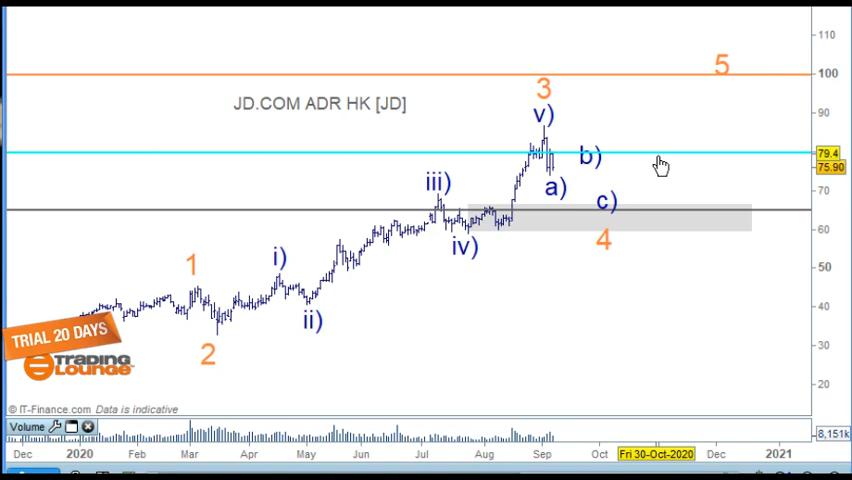 110
5
100
3
JD.COM ADR HK [JD]
90
v)
79.4
b)
75.90
iii)
a)
70
c)
60
iv)
4
1
i)
50
40
ii)
TRIAL 20 DAYS
2
30
TRADING
LOUNGE
20
© IT-Finance.com Data is indicative
Volume
8,151k
Dec 2020 Feb Mar Apr May Jun Jul Aug Sep Oct Fri 30-Oct-2020 Dec 2021